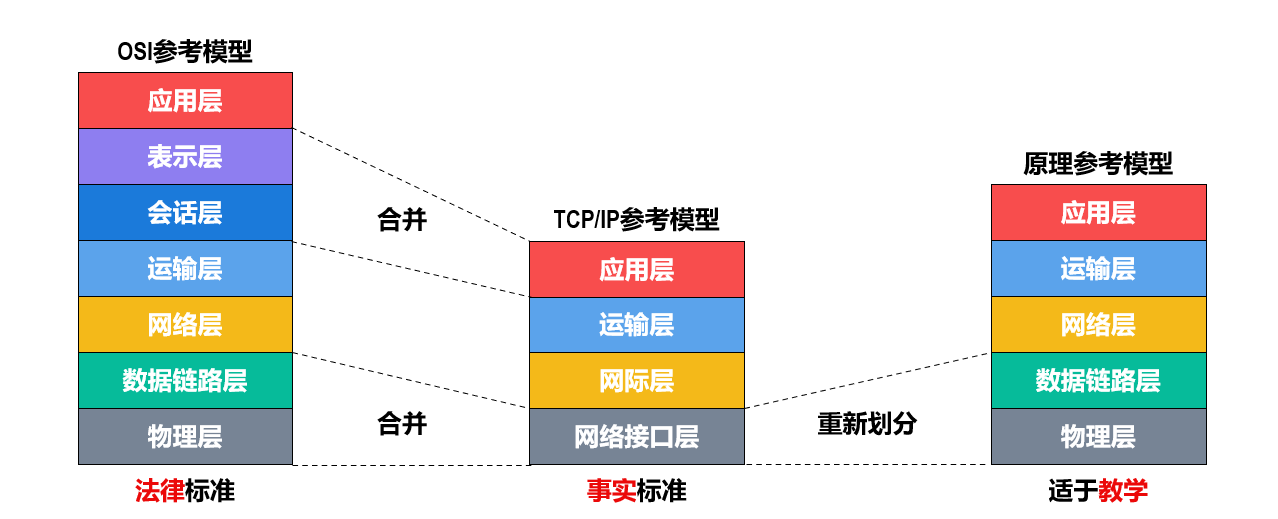 OSI参考模型
应用层
表示层
会话层
运输层
网络层
数据链路层
物理层
法律标准
合并
合并
TCP/IP参考模型
应用层
运输层
网际层
网络接口层
事实标准
重新划分
原理参考模型
应用层
运输层
网络层
数据链路层
物理层
适于教学